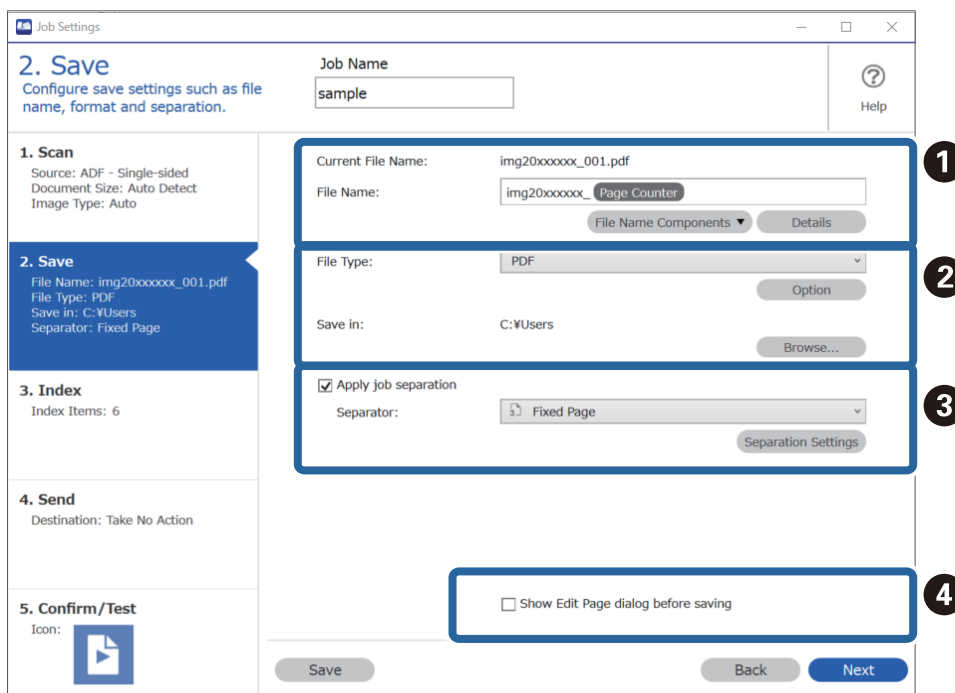 Job Settings
2. Save
Configure save settings such as file
name, format and separation.
Job Name
sample
Help
1. Scan
Source: ADF - Single-sided
Document Size: Auto Detect
Image Type: Auto
2. Save
File Name: img20xxxxxx_001.pdf
File Type: PDF
Save in: C:¥Users
Separator: Fixed Page
3. Index
Index Items: 6
4. Send
Destination: Take No Action
5. Confirm/Test
Icon:
Current File Name: img20xxxxxx_001.pdf
File Name: img20xxxxxx_ Page Counter
File Name Components ▼ Details
1
File Type: PDF
Option
Save in: C:¥Users
Browse...
2
Apply job separation
Separator: Fixed Page
Separation Settings
3
Show Edit Page dialog before saving
4
Save Back Next